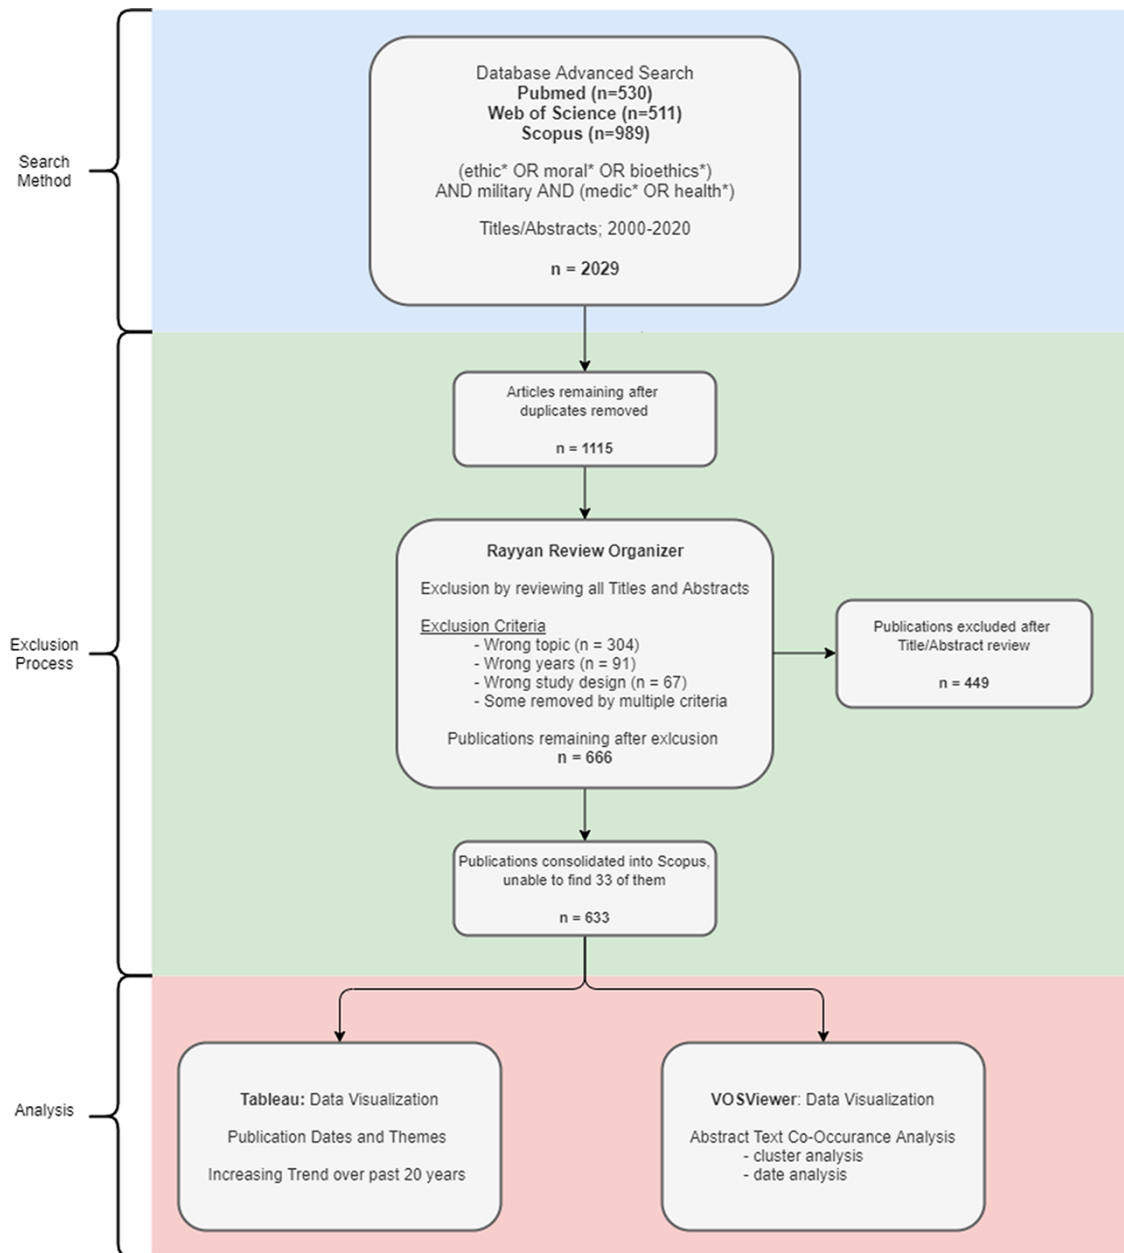 Database Advanced Search
Pubmed (n=530)
Web of Science (n=511)
Scopus (n=989)
(ethic* OR moral* OR bioethics*)
AND military AND (medic* OR health*)
Titles/Abstracts; 2000-2020
n = 2029
Search
Method
Articles remaining after
duplicates removed
n = 1115
Rayyan Review Organizer
Exclusion by reviewing all Titles and Abstracts
Exclusion Criteria
- Wrong topic (n = 304)
- Wrong years (n = 91)
- Wrong study design (n = 67)
- Some removed by multiple criteria
Publications remaining after exlcusion
n = 666
Publications excluded after
Title/Abstract review
n = 449
Exclusion
Process
Publications consolidated into Scopus,
unable to find 33 of them
n = 633
Analysis
Tableau: Data Visualization
Publication Dates and Themes
Increasing Trend over past 20 years
VOSViewer: Data Visualization
Abstract Text Co-Occurance Analysis
- cluster analysis
- date analysis